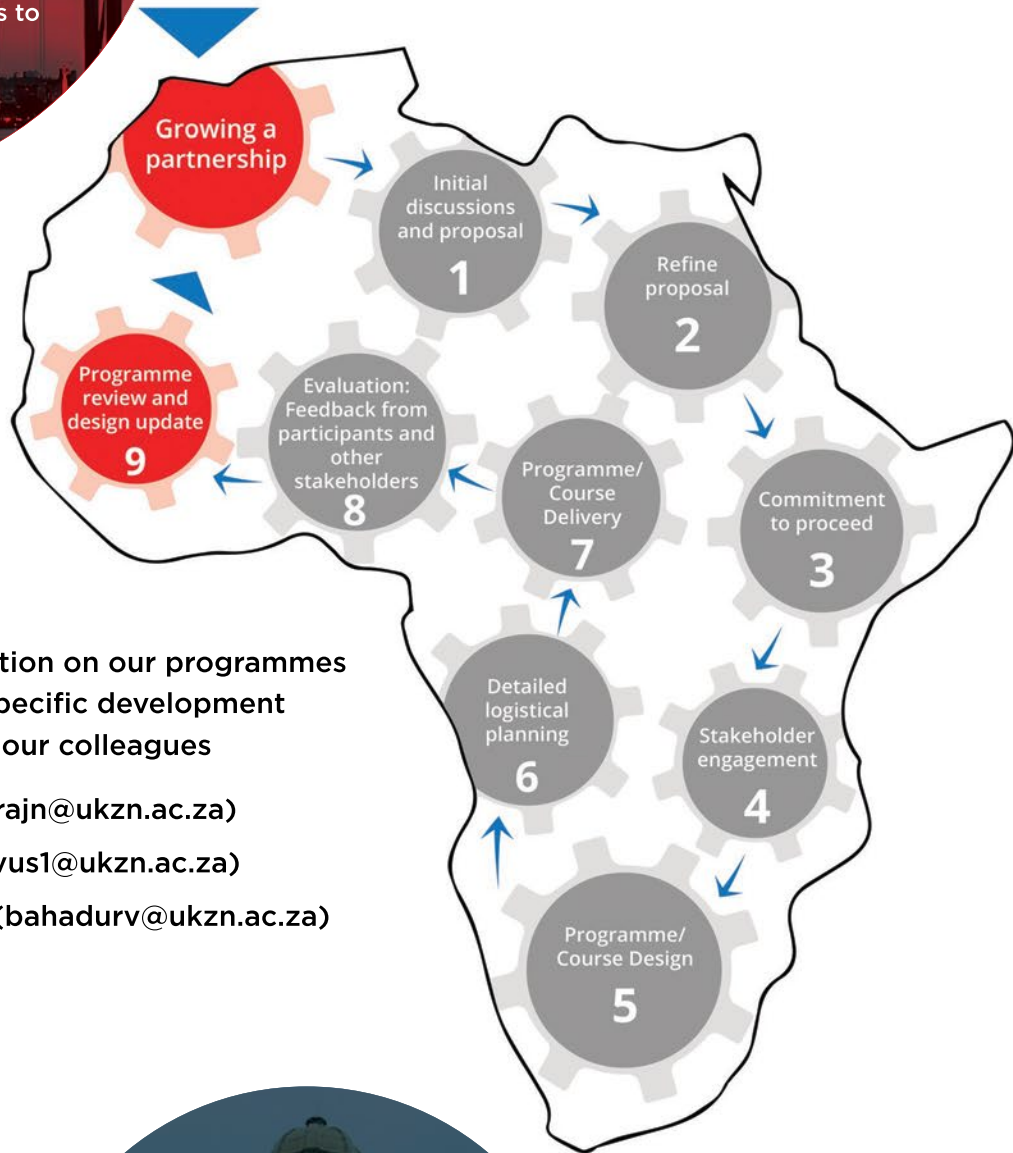 s to
Growing a
partnership
Initial
discussions
and proposal
1
Refine
proposal
2
Commitment
to proceed
3
Stakeholder
engagement
4
Programme/
Course Design
5
Detailed
logistical
planning
6
Programme/
Course
Delivery
7
Evaluation:
Feedback from
participants and
other
stakeholders
8
Programme
review and
design update
9
tion on our programmes
pecific development
our colleagues
rajn@ukzn.ac.za)
vus1@ukzn.ac.za)
(bahadurv@ukzn.ac.za)